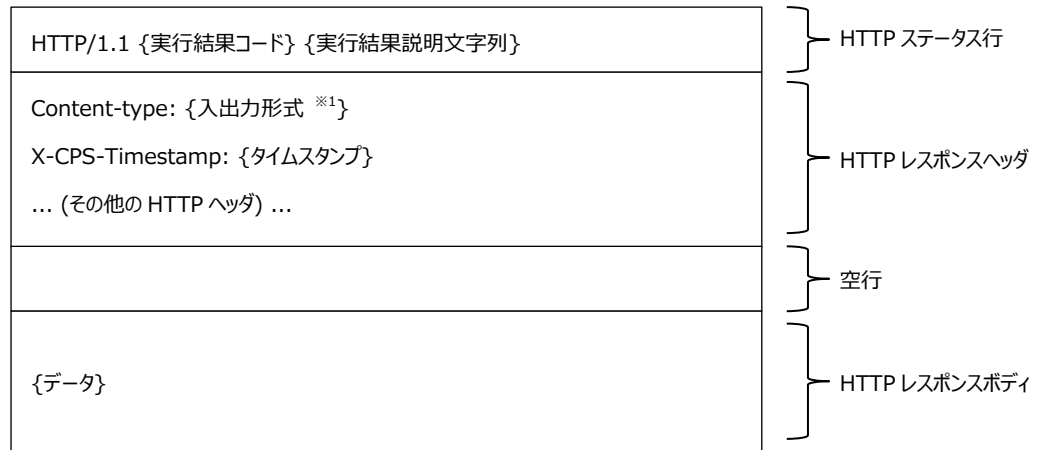 HTTP/1.1 {実行結果コード} {実行結果説明文字列}
HTTP ステータス行
Content-type: {入出力形式 ※1}
X-CPS-Timestamp: {タイムスタンプ}
HTTP レスポンスヘッダ
... (その他の HTTP ヘッダ) ...
空行
{データ}
HTTP レスポンスボディ